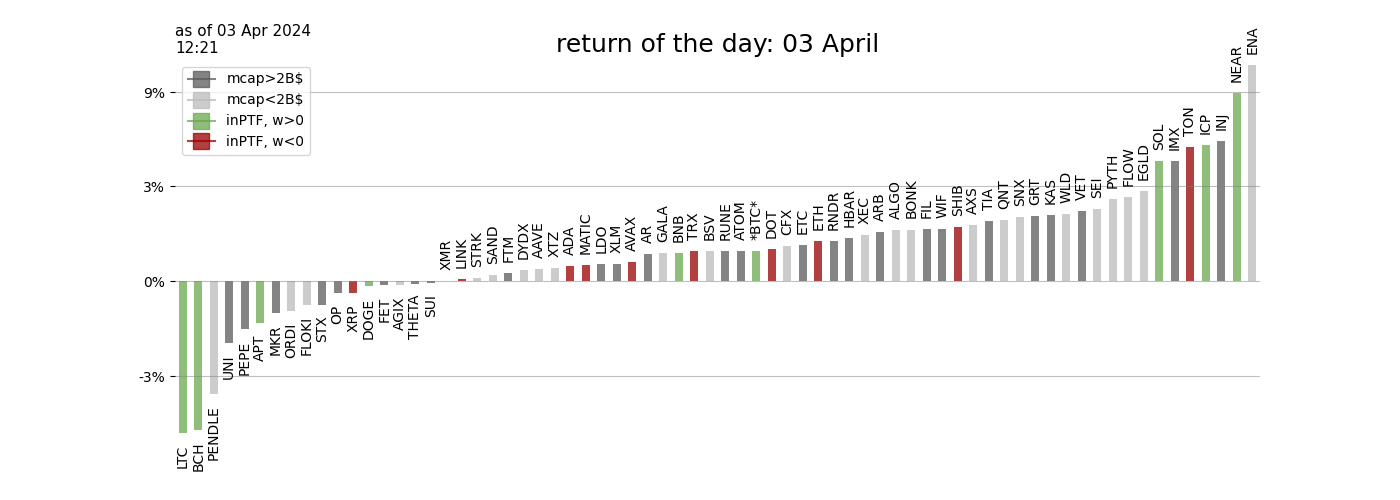 as of 03 Apr 2024
12:21
return of the day: 03 April
mcap>2B$
mcap<2B$
inPTF, w>0
inPTF, w<0
9%
3%
0%
-3%
LTC
BCH
PENDLE
UNI
PEPE
APT
MKR
ORDI
FLOKI
STX
OP
XRP
DOGE
FET
AGIX
THETA
SUI
XMR
LINK
STRK
SAND
FTM
DYDX
AAVE
XTZ
ADA
MATIC
LDO
XLM
AVAX
AR
GALA
BNB
TRX
BSV
RUNE
ATOM
*BTC*
DOT
CFX
ETC
ETH
RNDR
HBAR
XEC
ARB
ALGO
BONK
FIL
WIF
SHIB
AXS
TIA
QNT
SNX
GRT
KAS
WLD
VET
SEI
PYTH
FLOW
EGLD
SOL
IMX
TON
ICP
INJ
NEAR
ENA